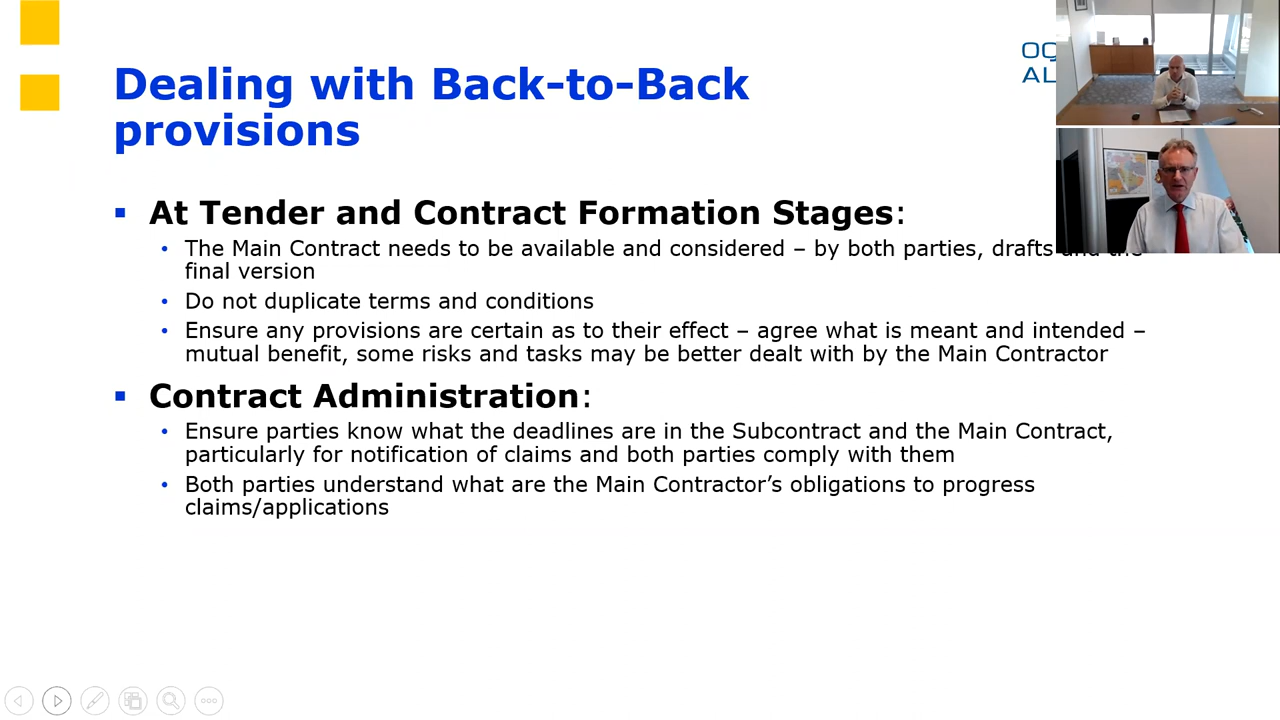 Dealing with Back-to-Back
provisions
At Tender and Contract Formation Stages:
The Main Contract needs to be available and considered – by both parties, drafts and the
final version
Do not duplicate terms and conditions
Ensure any provisions are certain as to their effect – agree what is meant and intended –
mutual benefit, some risks and tasks may be better dealt with by the Main Contractor
Contract Administration:
Ensure parties know what the deadlines are in the Subcontract and the Main Contract,
particularly for notification of claims and both parties comply with them
Both parties understand what are the Main Contractor’s obligations to progress
claims/applications